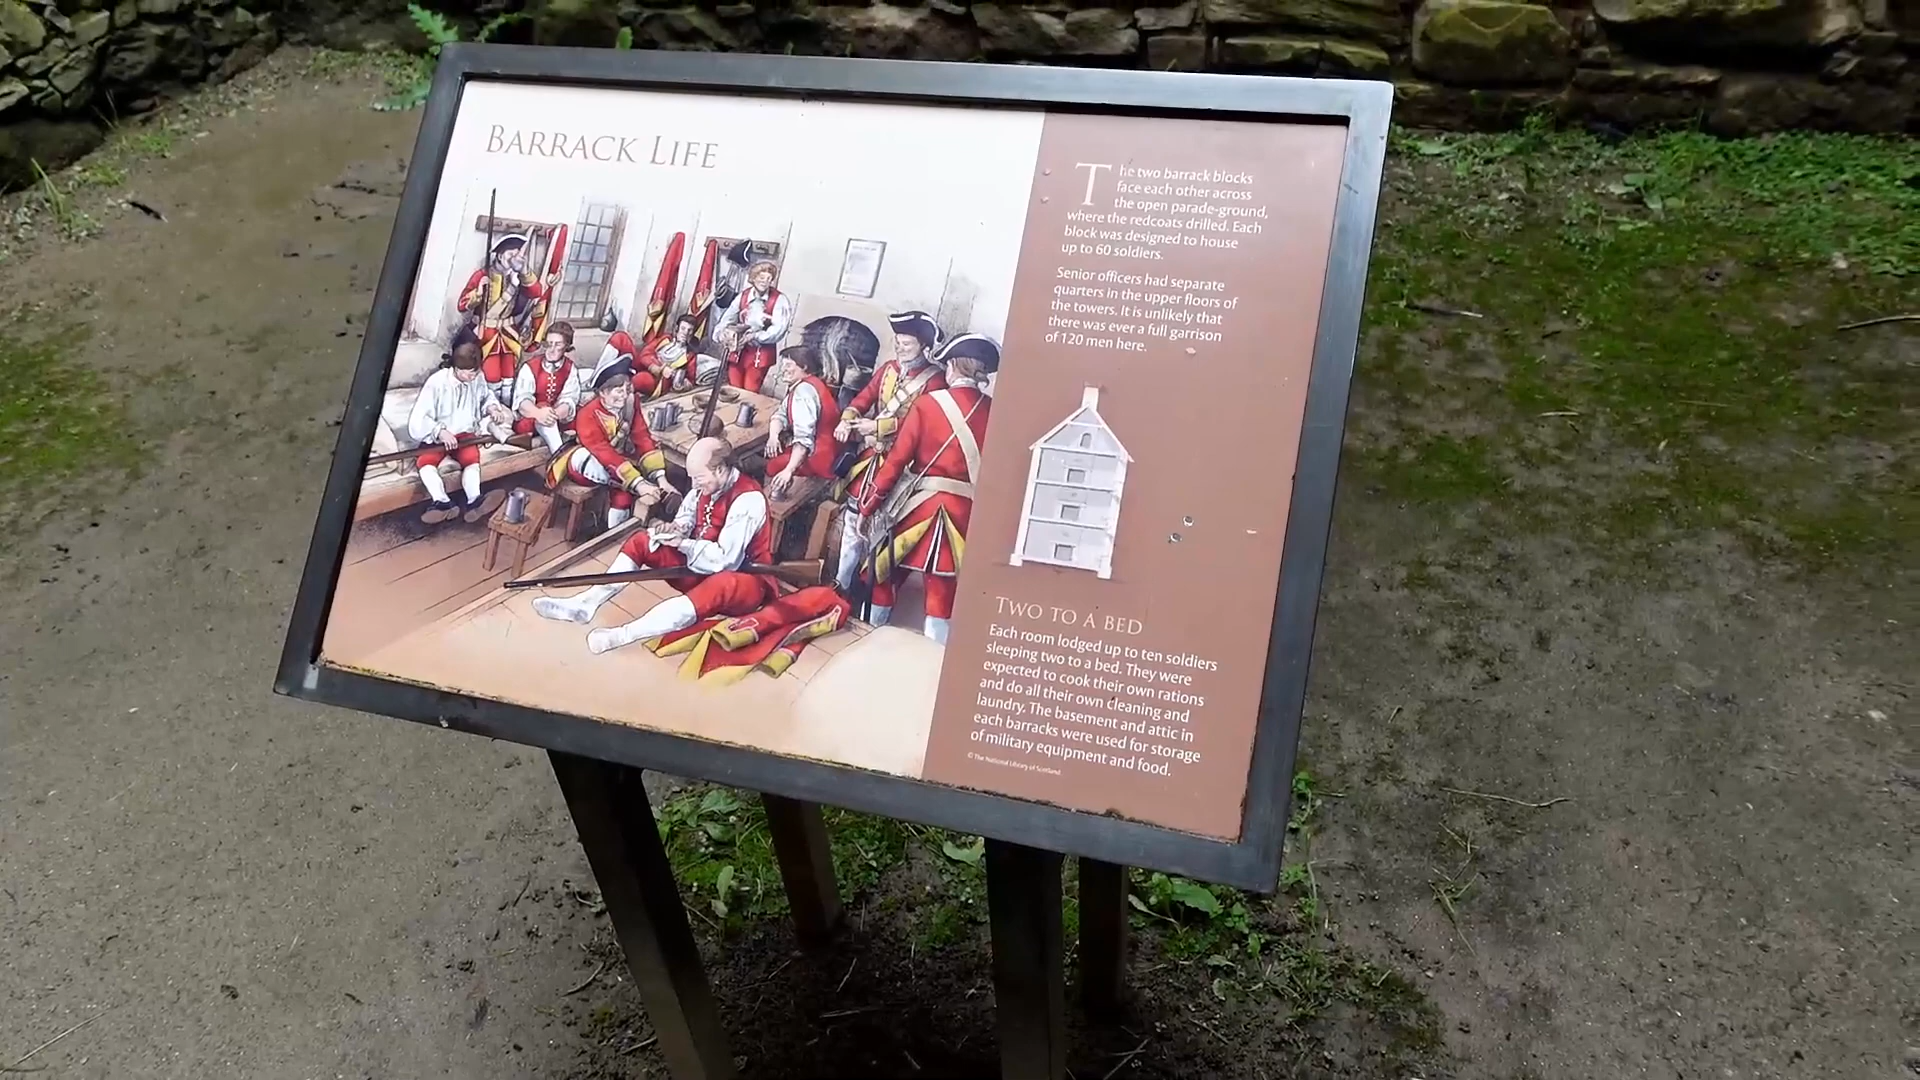 BARRACK LIFE
The two barrack blocks
face each other across
the open parade-ground,
where the redcoats drilled. Each
block was designed to house
up to 60 soldiers.
Senior officers had separate
quarters in the upper floors of
the towers. It is unlikely that
there was ever a full garrison
of 120 men here.
TWO TO A BED
Each room lodged up to ten soldiers
sleeping two to a bed. They were
expected to cook their own rations
and do all their own cleaning and
laundry. The basement and attic in
each barracks were used for storage
of military equipment and food.
© The National Library of Scotland